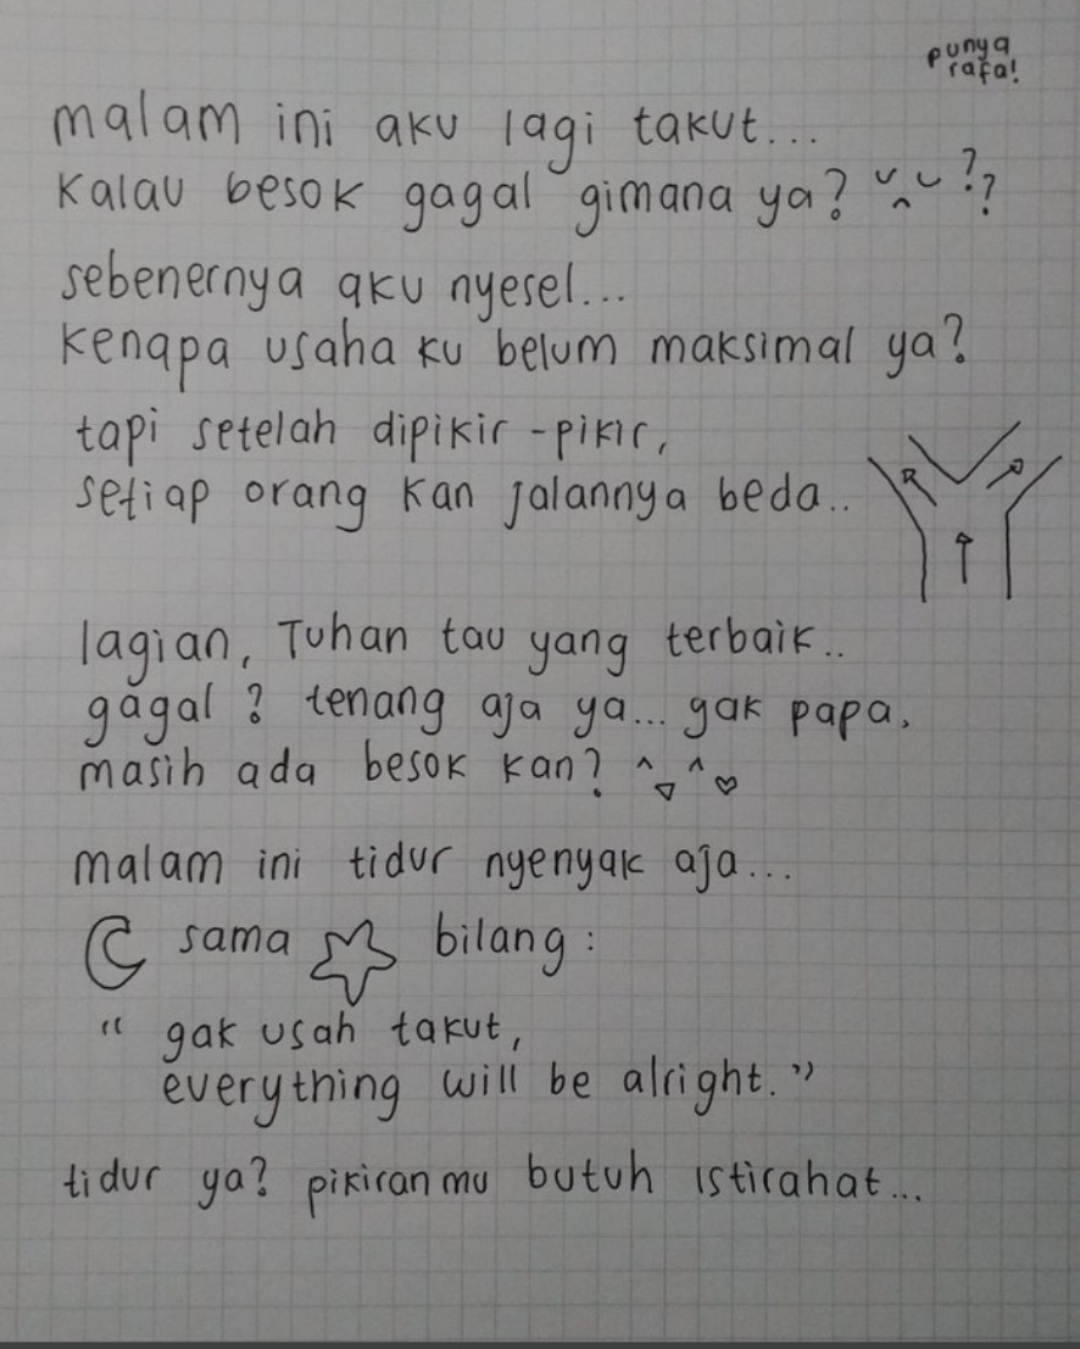 punya
rafa!
malam ini aku lagi takut...
kalau besok gagal gimana ya? ??
sebenernya aku nyesel...
kenapa usaha ku belum maksimal ya?
tapi setelah dipikir-pikir,
setiap orang kan jalannya beda..
lagian, Tuhan tau yang terbaik..
gagal? tenang aja ya... gak papa.
masih ada besok kan?
malam ini tidur nyenyak aja...
sama bilang:
"gak usah takut,
everything will be alright."
tidur ya? pikiran mu butuh istirahat...